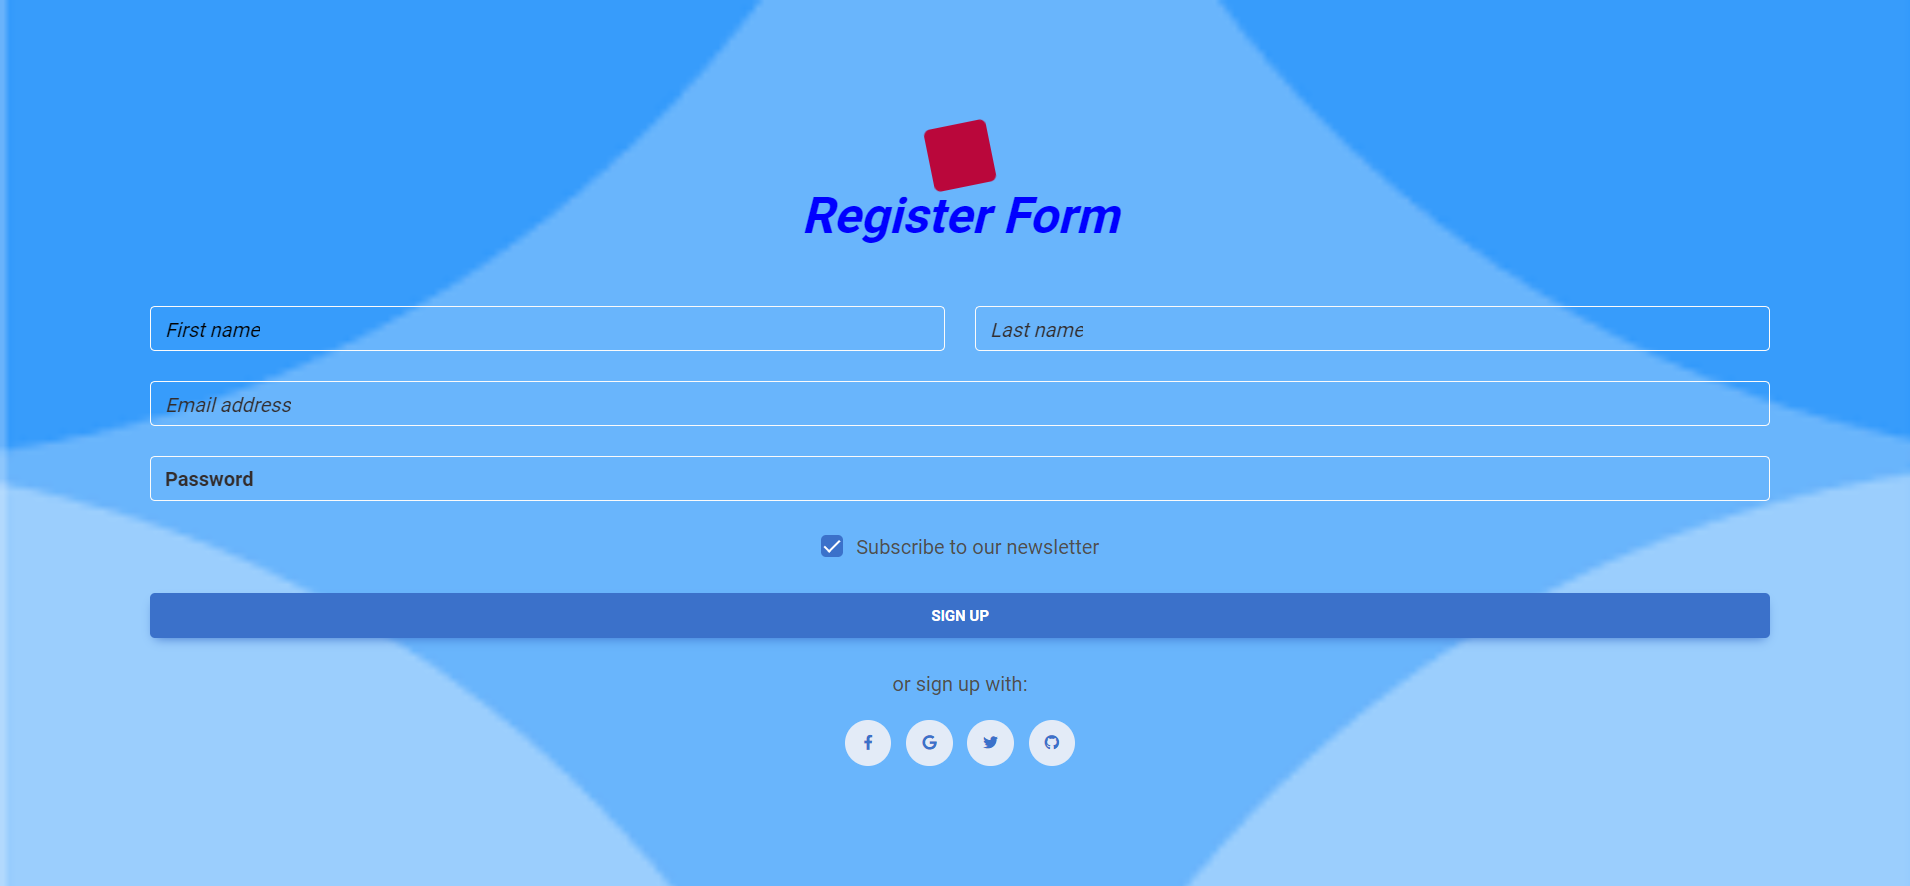 Register Form
First name
Last name
Email address
Password
Subscribe to our newsletter
SIGN UP
or sign up with: